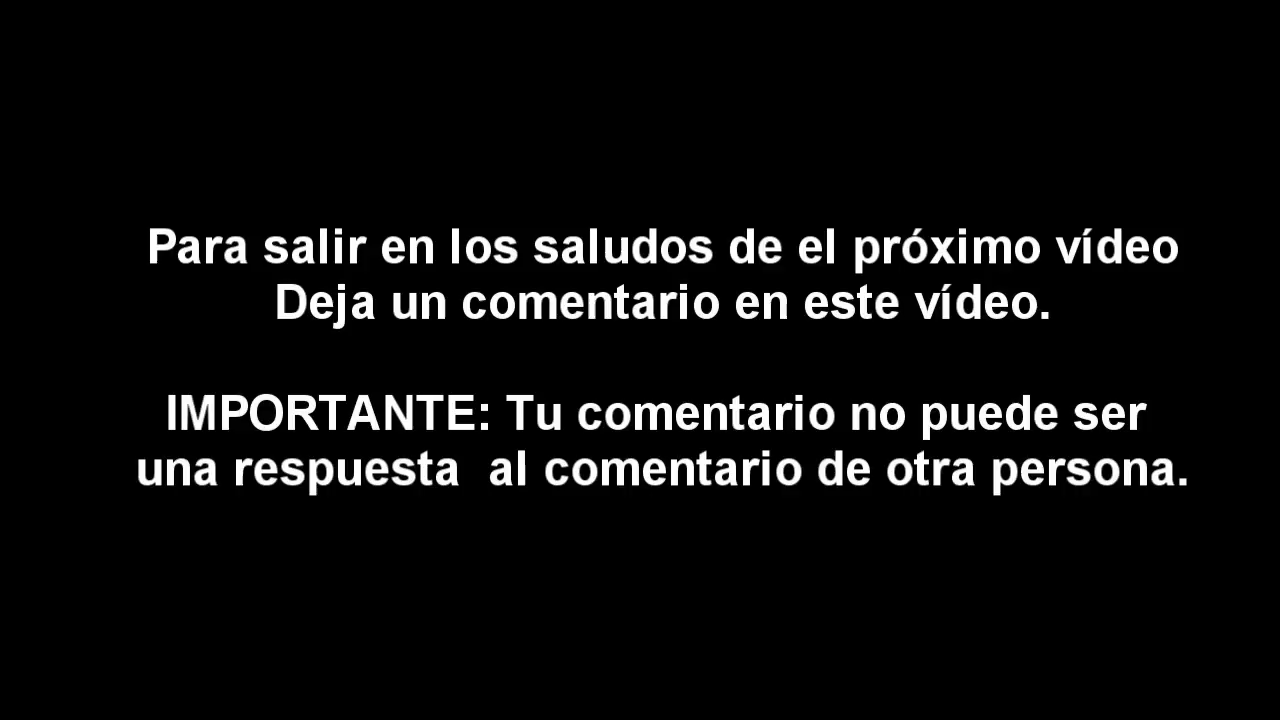 Para salir en los saludos de el próximo vídeo
Deja un comentario en este vídeo.
IMPORTANTE: Tu comentario no puede ser
una respuesta  al comentario de otra persona.